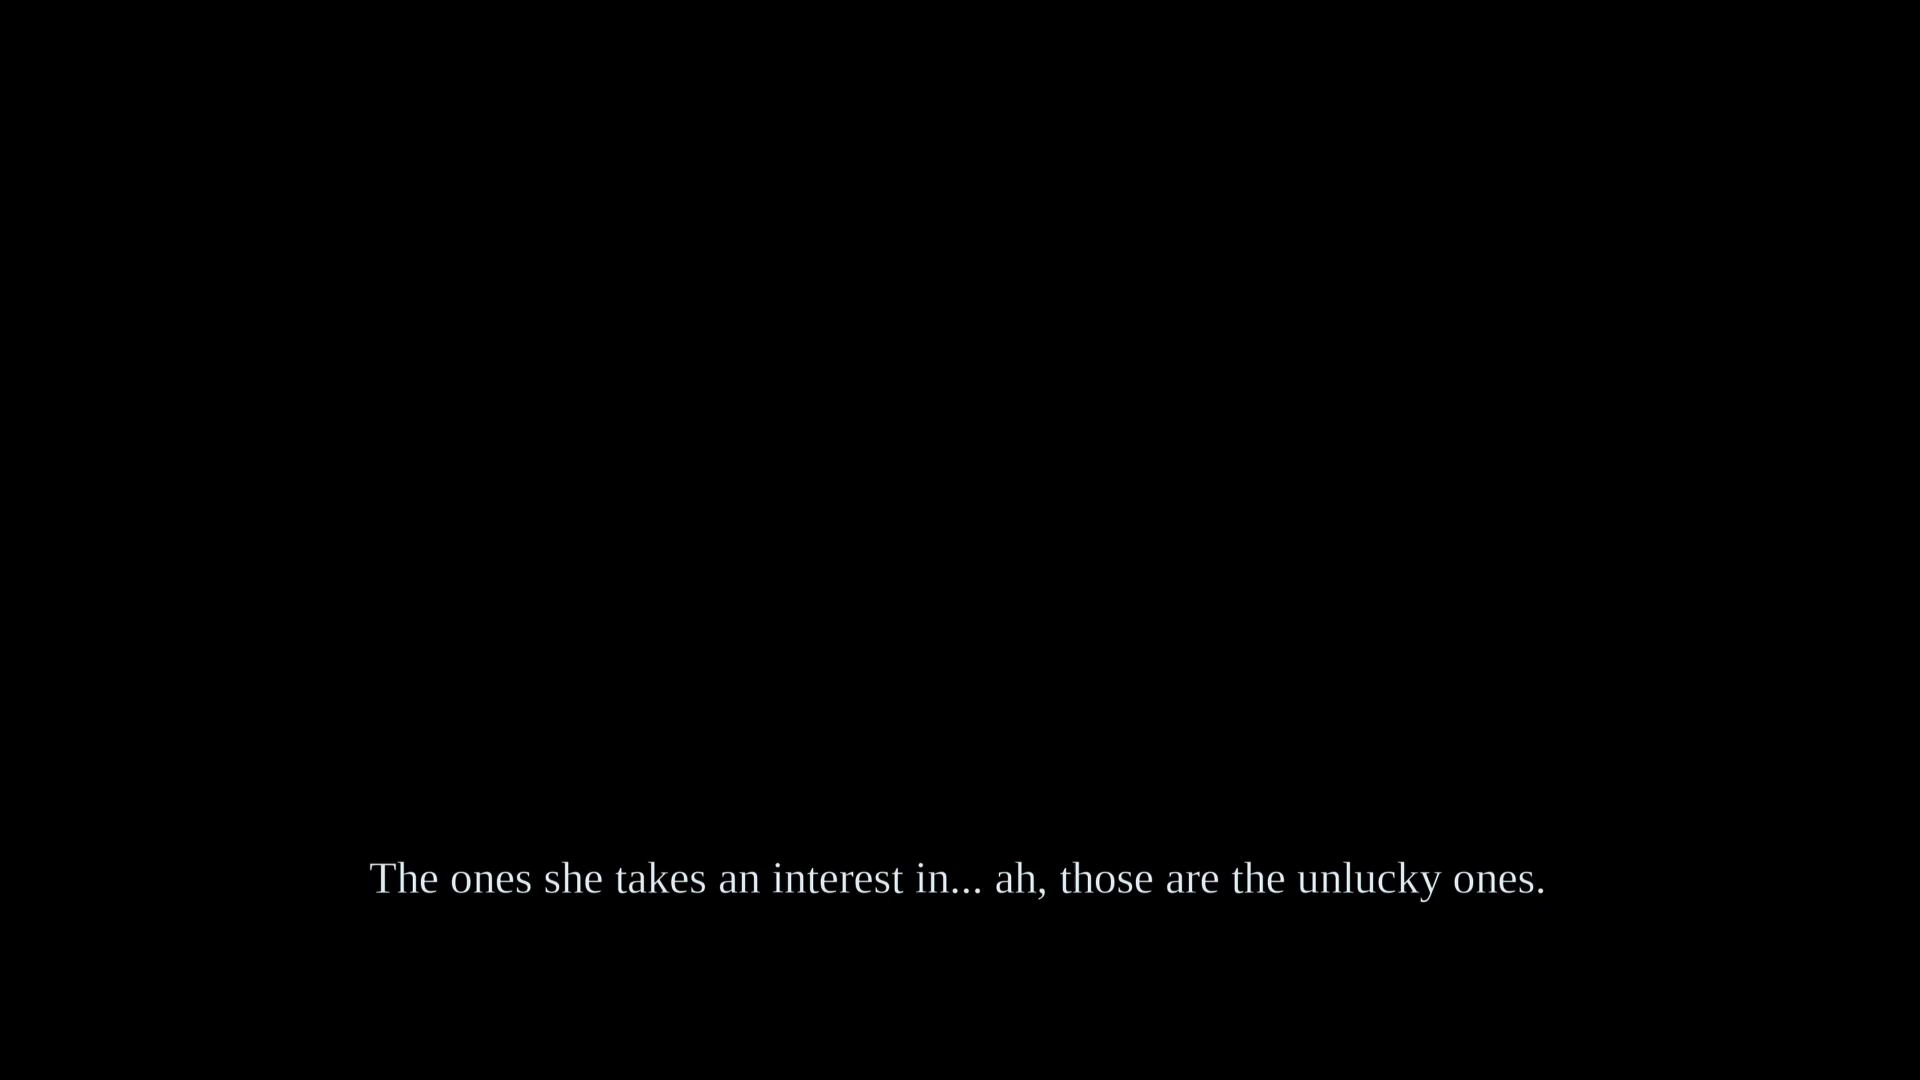 The ones she takes an interest in... ah, those are the unlucky ones.